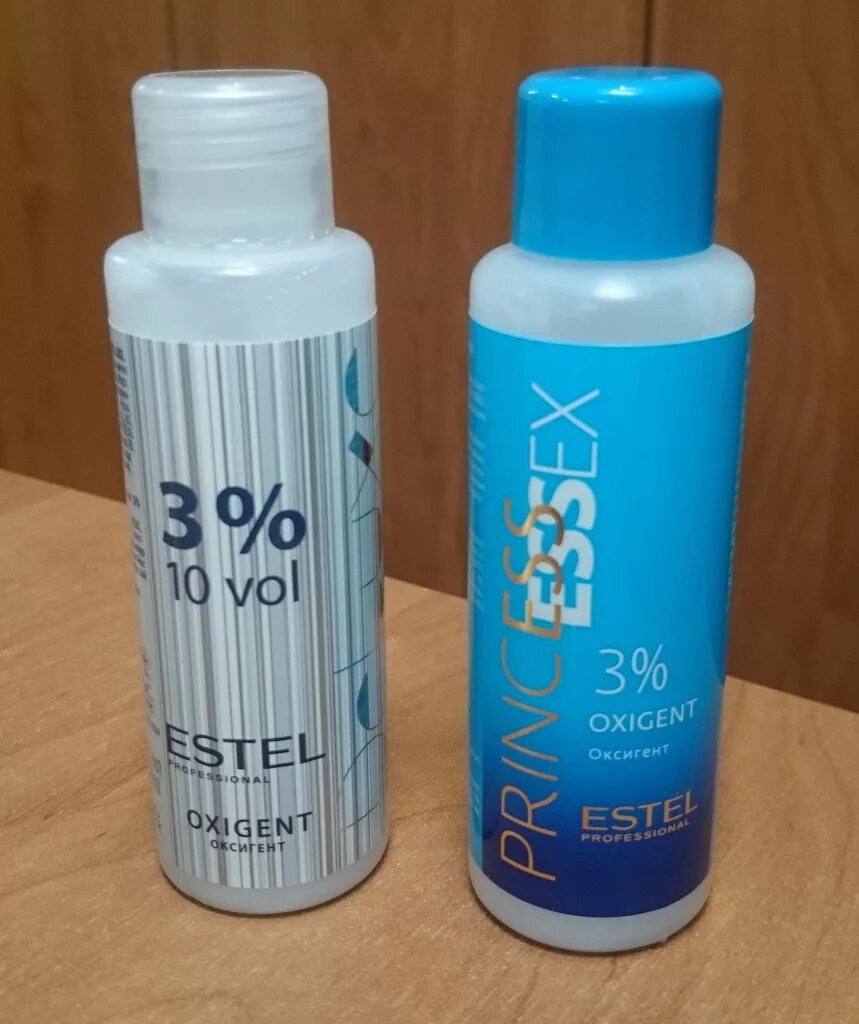 3%
10 vol
ESTEL
PROFESSIONAL
OXIGENT
ОКСИГЕНТ
PRINCESS
ESSEX
3%
OXIGENT
Оксигент
ESTEL
PROFESSIONAL